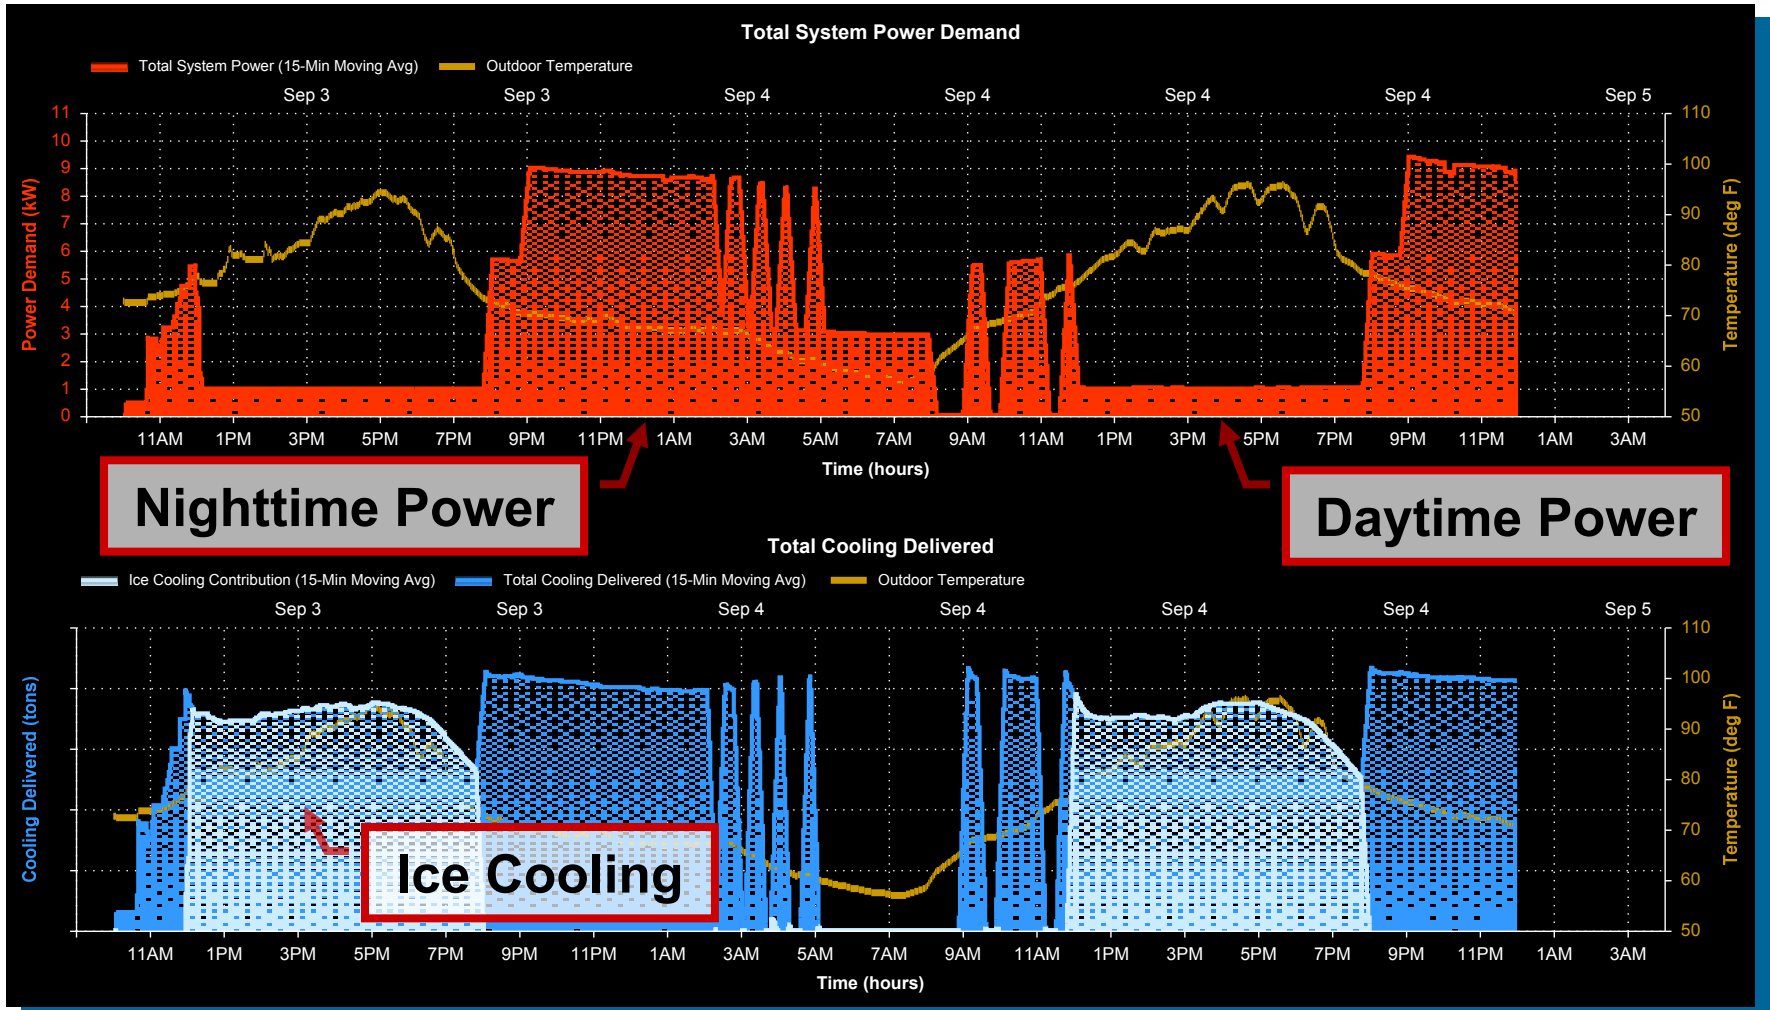 Total System Power Demand
Total System Power (15-Min Moving Avg) Outdoor Temperature
Sep 3 Sep 3 Sep 4 Sep 4 Sep 4 Sep 4 Sep 5
11 110
10
9 100
8
7 90
6
5 80
4
3 70
2
1 60
0 50
Power Demand (kW)
Temperature (deg F)
11AM 1PM 3PM 5PM 7PM 9PM 11PM 1AM 3AM 5AM 7AM 9AM 11AM 1PM 3PM 5PM 7PM 9PM 11PM 1AM 3AM
Time (hours)
Nighttime Power
Daytime Power
Total Cooling Delivered
Ice Cooling Contribution (15-Min Moving Avg) Total Cooling Delivered (15-Min Moving Avg) Outdoor Temperature
Sep 3 Sep 3 Sep 4 Sep 4 Sep 4 Sep 4 Sep 5
110
100
90
80
70
60
50
Cooling Delivered (tons)
Temperature (deg F)
Ice Cooling
11AM 1PM 3PM 5PM 7PM 9PM 11PM 1AM 3AM 5AM 7AM 9AM 11AM 1PM 3PM 5PM 7PM 9PM 11PM 1AM 3AM
Time (hours)